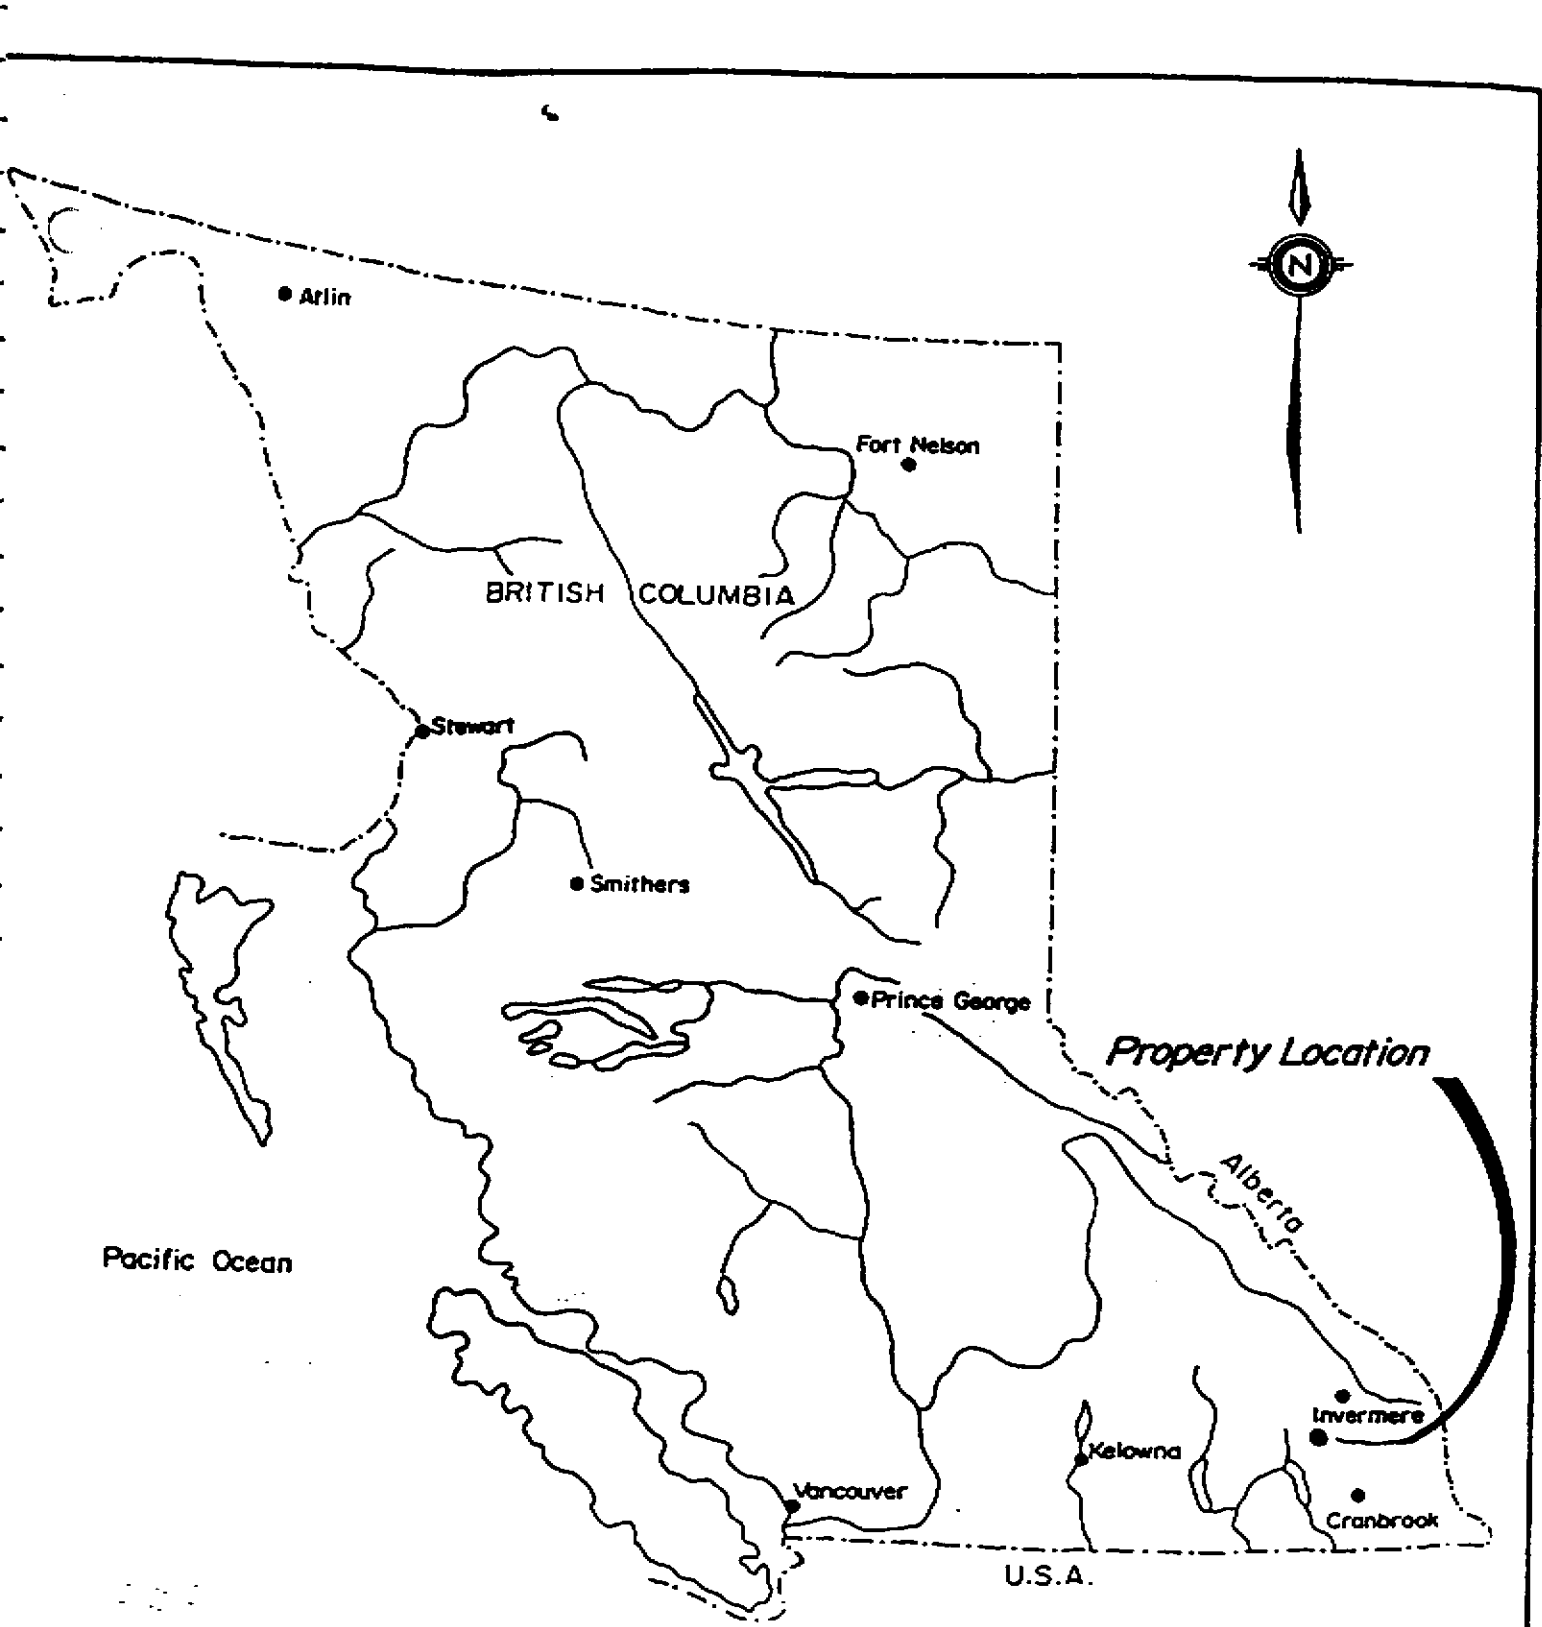 N
Atlin
Fort Nelson
BRITISH COLUMBIA
Stewart
Smithers
Prince George
Property Location
Alberta
Pacific Ocean
Invermere
Kelowna
Vancouver
Cranbrook
U.S.A.